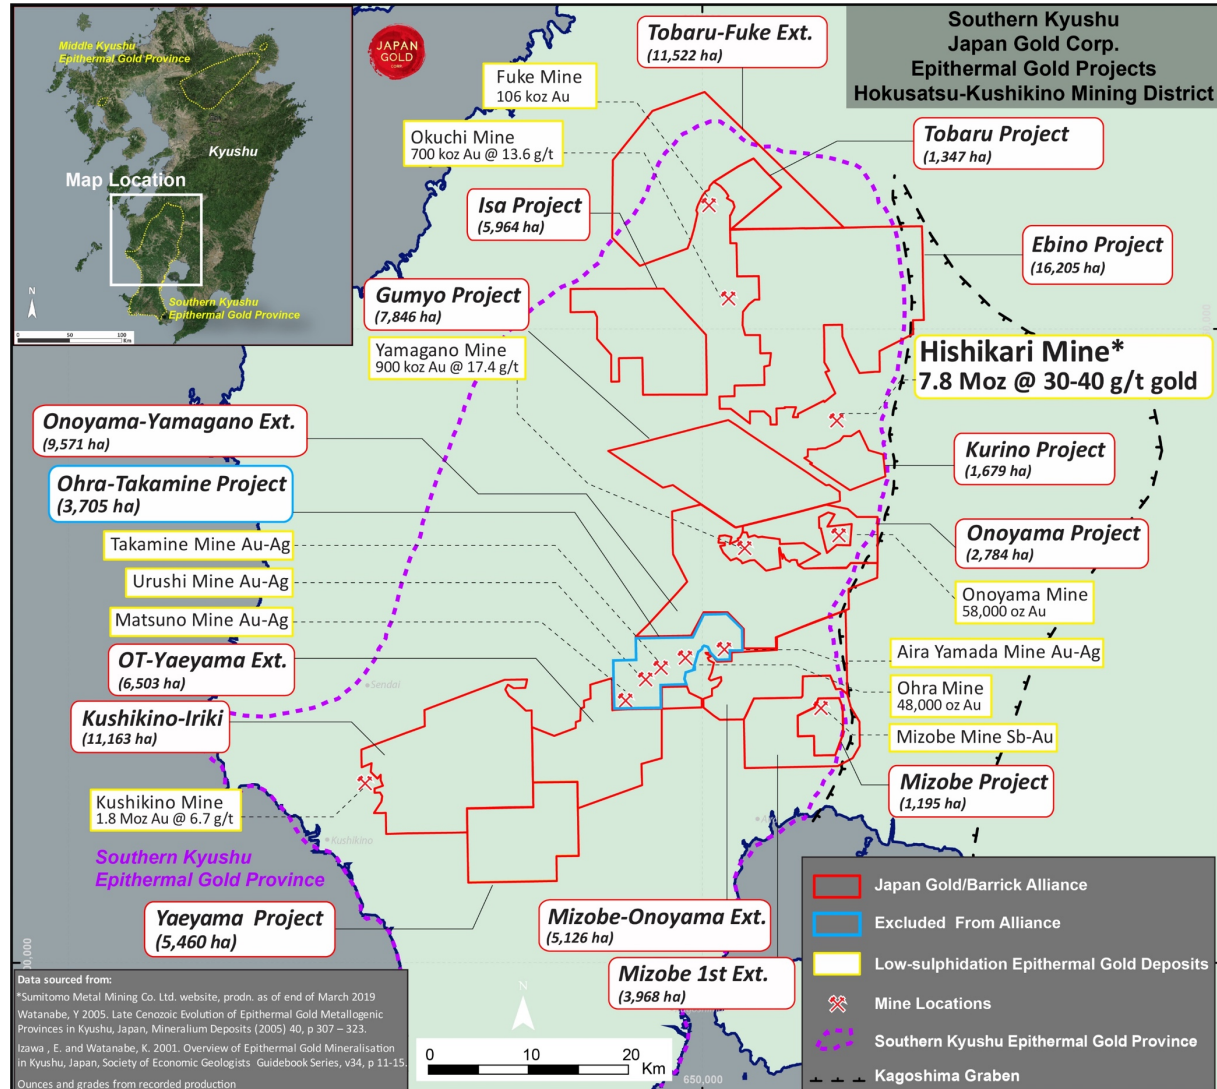 Southern Kyushu
Japan Gold Corp.
Epithermal Gold Projects
Hokusatsu-Kushikino Mining District
Middle Kyushu
Epithermal Gold Province
Kyushu
Map Location
Southern Kyushu
Epithermal Gold Province
N
0 50 100
Km
JAPAN
GOLD
CORP.
Tobaru-Fuke Ext.
(11,522 ha)
Fuke Mine
106 koz Au
Okuchi Mine
700 koz Au @ 13.6 g/t
Tobaru Project
(1,347 ha)
Isa Project
(5,964 ha)
Ebino Project
(16,205 ha)
Gumyo Project
(7,846 ha)
Yamagano Mine
900 koz Au @ 17.4 g/t
Hishikari Mine*
7.8 Moz @ 30-40 g/t gold
Onoyama-Yamagano Ext.
(9,571 ha)
Kurino Project
(1,679 ha)
Ohra-Takamine Project
(3,705 ha)
Onoyama Project
(2,784 ha)
Takamine Mine Au-Ag
Urushi Mine Au-Ag
Onoyama Mine
58,000 oz Au
Matsuno Mine Au-Ag
Aira Yamada Mine Au-Ag
OT-Yaeyama Ext.
(6,503 ha)
Sendai
Ohra Mine
48,000 oz Au
Kushikino-Iriki
(11,163 ha)
Mizobe Mine Sb-Au
Mizobe Project
(1,195 ha)
Kushikino Mine
1.8 Moz Au @ 6.7 g/t
Kushikino
Southern Kyushu
Epithermal Gold Province
Yaeyama Project
(5,460 ha)
Mizobe-Onoyama Ext.
(5,126 ha)
Mizobe 1st Ext.
(3,968 ha)
Japan Gold/Barrick Alliance
Excluded From Alliance
Low-sulphidation Epithermal Gold Deposits
Mine Locations
Southern Kyushu Epithermal Gold Province
Kagoshima Graben
Data sourced from:
*Sumitomo Metal Mining Co. Ltd. website, prodn. as of end of March 2019
Watanabe, Y 2005. Late Cenozoic Evolution of Epithermal Gold Metallogenic
Provinces in Kyushu, Japan, Mineralium Deposits (2005) 40, p 307 – 323.
Izawa , E. and Watanabe, K. 2001. Overview of Epithermal Gold Mineralisation
in Kyushu, Japan, Society of Economic Geologists Guidebook Series, v34, p 11-15.
Ounces and grades from recorded production
N
0 10 20
Km
650,000